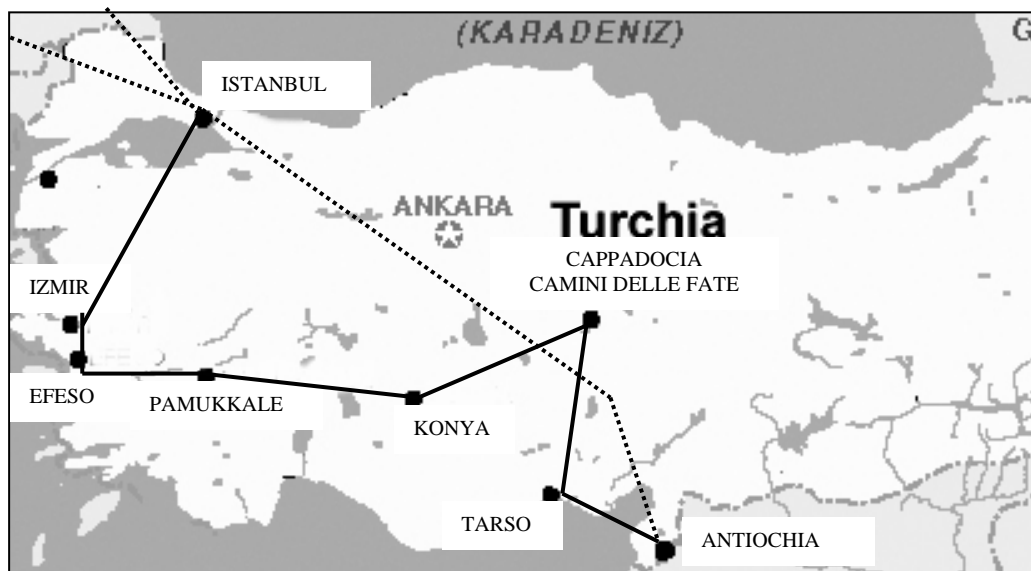 (KARADENIZ)
G
ISTANBUL
ANKARA
Turchia
CAPPADOCIA
CAMINI DELLE FATE
IZMIR
EFESO
PAMUKKALE
KONYA
TARSO
ANTIOCHIA